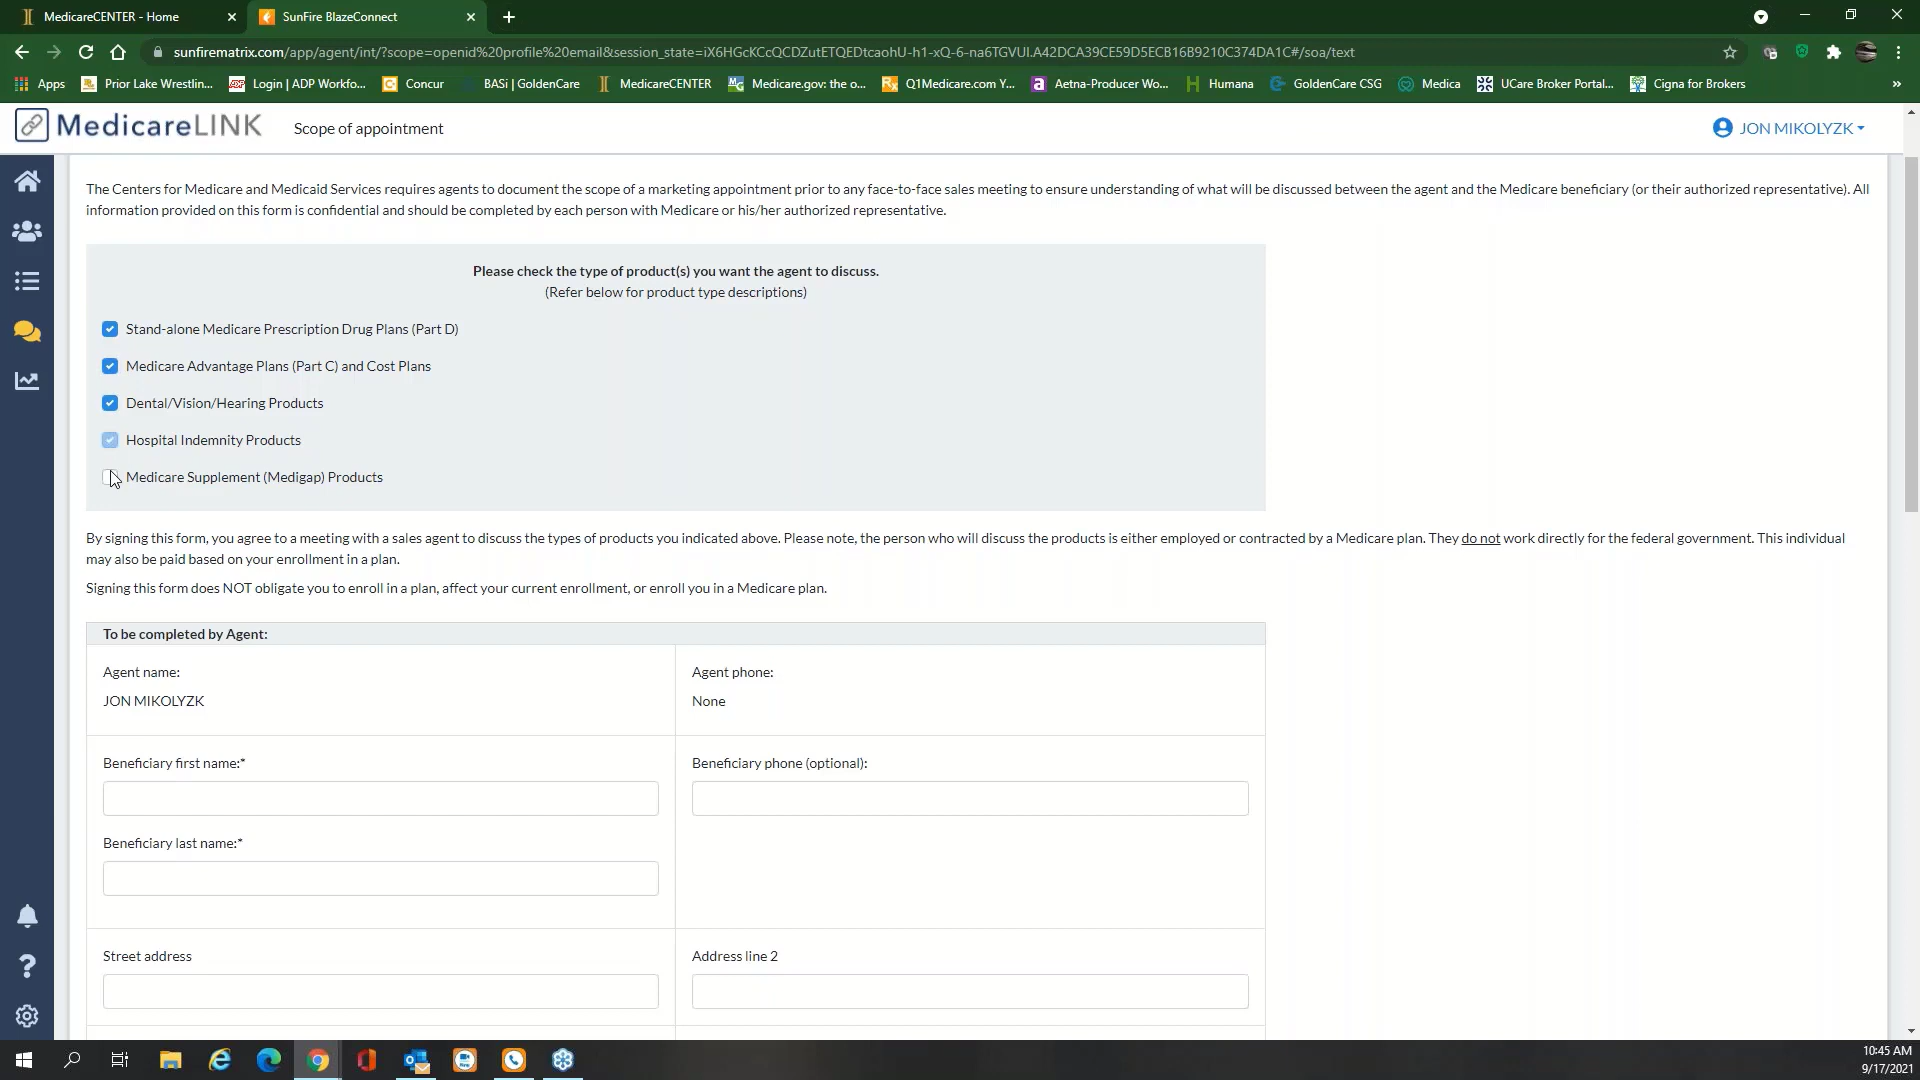 MedicareCENTER - Home
SunFire BlazeConnect
sunfirematrix.com/app/agent/int/?scope=openid%20profile%20email&session_state=iX6HGcKCcQCDZutETQEDtcaohU-h1-xQ-6-na6TGVUI.A42DCA39CE59D5ECB16B9210C374DA1C#/soa/text
Apps Prior Lake Wrestlin... Login | ADP Workfo... Concur BASi | GoldenCare MedicareCENTER Medicare.gov: the o... Q1Medicare.com Y... Aetna-Producer Wo... Humana GoldenCare CSG Medica UCare Broker Portal... Cigna for Brokers »
MedicareLINK Scope of appointment JON MIKOLYZK
The Centers for Medicare and Medicaid Services requires agents to document the scope of a marketing appointment prior to any face-to-face sales meeting to ensure understanding of what will be discussed between the agent and the Medicare beneficiary (or their authorized representative). All
information provided on this form is confidential and should be completed by each person with Medicare or his/her authorized representative.
Please check the type of product(s) you want the agent to discuss.
(Refer below for product type descriptions)
Stand-alone Medicare Prescription Drug Plans (Part D)
Medicare Advantage Plans (Part C) and Cost Plans
Dental/Vision/Hearing Products
Hospital Indemnity Products
Medicare Supplement (Medigap) Products
By signing this form, you agree to a meeting with a sales agent to discuss the types of products you indicated above. Please note, the person who will discuss the products is either employed or contracted by a Medicare plan. They do not work directly for the federal government. This individual
may also be paid based on your enrollment in a plan.
Signing this form does NOT obligate you to enroll in a plan, affect your current enrollment, or enroll you in a Medicare plan.
To be completed by Agent:
Agent name:
JON MIKOLYZK
Agent phone:
None
Beneficiary first name:*
Beneficiary phone (optional):
Beneficiary last name:*
Street address
Address line 2
10:45 AM
9/17/2021